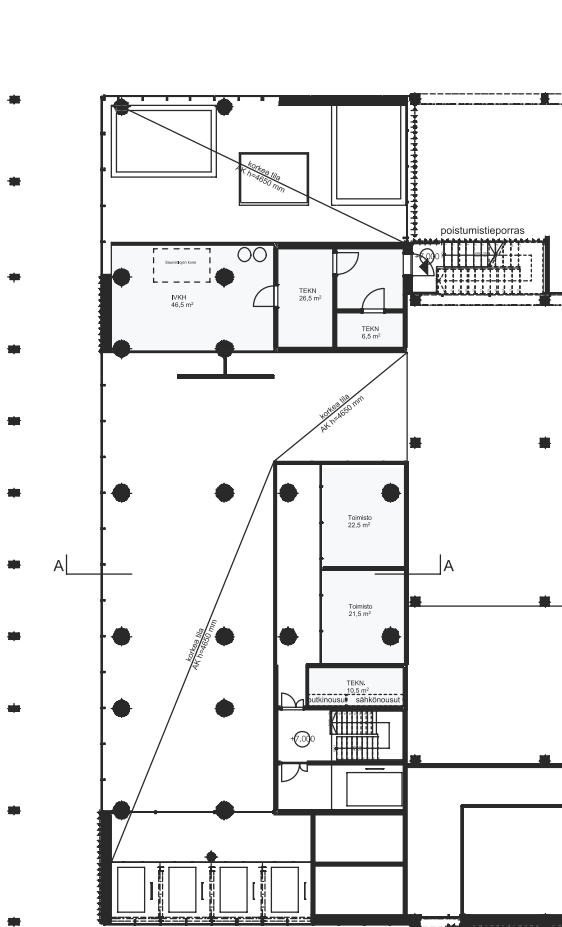 korkea tila
AK h=4650 mm
poistumistieporras
+7.000
IVKH
46,5 m²
TEKN
26,5 m²
TEKN
6,5 m²
korkea tila
AK h=4650 mm
Toimisto
22,5 m²
A
A
Toimisto
21,5 m²
korkea tila
AK h=4650 mm
TEKN.
10,5 m²
putkinousut sähkönousut
+7.000